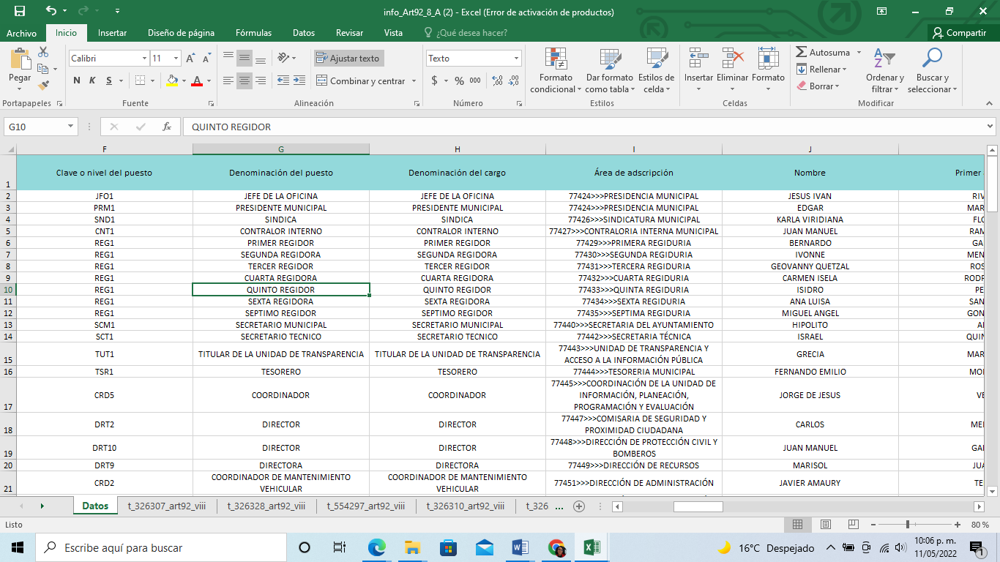 info_Art92_8_A (2) - Excel (Error de activación de productos)
Archivo Inicio Insertar Diseño de página Fórmulas Datos Revisar Vista ¿Qué desea hacer? Compartir
Pegar Calibri 11 Ajustar texto Texto Autosuma
N K S Combinar y centrar $ % 000 Formato condicional Dar formato como tabla Estilos de celda Insertar Eliminar Formato Rellenar Borrar Ordenar y filtrar Buscar y seleccionar
Portapapeles Fuente Alineación Número Estilos Celdas Modificar
G10 fx QUINTO REGIDOR
F G H I J
1 Clave o nivel del puesto Denominación del puesto Denominación del cargo Área de adscripción Nombre Primer
2 JFO1 JEFE DE LA OFICINA JEFE DE LA OFICINA 77424>>>PRESIDENCIA MUNICIPAL JESUS IVAN RIV
3 PRM1 PRESIDENTE MUNICIPAL PRESIDENTE MUNICIPAL 77424>>>PRESIDENCIA MUNICIPAL EDGAR MAR
4 SND1 SINDICA SINDICA 77426>>>SINDICATURA MUNICIPAL KARLA VIRIDIANA FLO
5 CNT1 CONTRALOR INTERNO CONTRALOR INTERNO 77427>>>CONTRALORIA INTERNA MUNICIPAL JUAN MANUEL RAM
6 REG1 PRIMER REGIDOR PRIMER REGIDOR 77429>>>PRIMERA REGIDURIA BERNARDO GA
7 REG1 SEGUNDA REGIDORA SEGUNDA REGIDORA 77430>>>SEGUNDA REGIDURIA IVONNE MEN
8 REG1 TERCER REGIDOR TERCER REGIDOR 77431>>>TERCERA REGIDURIA GEOVANNY QUETZAL ROS
9 REG1 CUARTA REGIDORA CUARTA REGIDORA 77432>>>CUARTA REGIDURIA CARMEN ISELA RODR
10 REG1 QUINTO REGIDOR QUINTO REGIDOR 77433>>>QUINTA REGIDURIA ISIDRO PE
11 REG1 SEXTA REGIDORA SEXTA REGIDORA 77434>>>SEXTA REGIDURIA ANA LUISA SAN
12 REG1 SEPTIMO REGIDOR SEPTIMO REGIDOR 77435>>>SEPTIMA REGIDURIA MIGUEL ANGEL GON
13 SCM1 SECRETARIO MUNICIPAL SECRETARIO MUNICIPAL 77440>>>SECRETARIA DEL AYUNTAMIENTO HIPOLITO
14 SCT1 SECRETARIO TECNICO SECRETARIO TECNICO 77442>>>SECRETARIA TÉCNICA ISRAEL QUIN
15 TUT1 TITULAR DE LA UNIDAD DE TRANSPARENCIA TITULAR DE LA UNIDAD DE TRANSPARENCIA 77443>>>UNIDAD DE TRANSPARENCIA Y ACCESO A LA INFORMACIÓN PÚBLICA GRECIA MAR
16 TSR1 TESORERO TESORERO 77444>>>TESORERIA MUNICIPAL FERNANDO EMILIO MO
17 CRD5 COORDINADOR COORDINADOR 77445>>>COORDINACIÓN DE LA UNIDAD DE INFORMACIÓN, PLANEACIÓN, PROGRAMACIÓN Y EVALUACIÓN JORGE DE JESUS VE
18 DRT2 DIRECTOR DIRECTOR 77447>>>COMISARIA DE SEGURIDAD Y PROXIMIDAD CIUDADANA CARLOS ME
19 DRT10 DIRECTOR DIRECTOR 77448>>>DIRECCIÓN DE PROTECCIÓN CIVIL Y BOMBEROS JUAN MANUEL GA
20 DRT9 DIRECTORA DIRECTORA 77449>>>DIRECCIÓN DE RECURSOS MARISOL JUA
21 CRD2 COORDINADOR DE MANTENIMIENTO VEHICULAR COORDINADOR DE MANTENIMIENTO VEHICULAR 77451>>>DIRECCIÓN DE ADMINISTRACIÓN JAVIER AMAURY TE
Datos t_326307_art92_viii t_326328_art92_viii t_554297_art92_viii t_326310_art92_viii t_326 ...
Listo 80 %
Escribe aquí para buscar 16°C Despejado 10:06 p. m.
11/05/2022 1